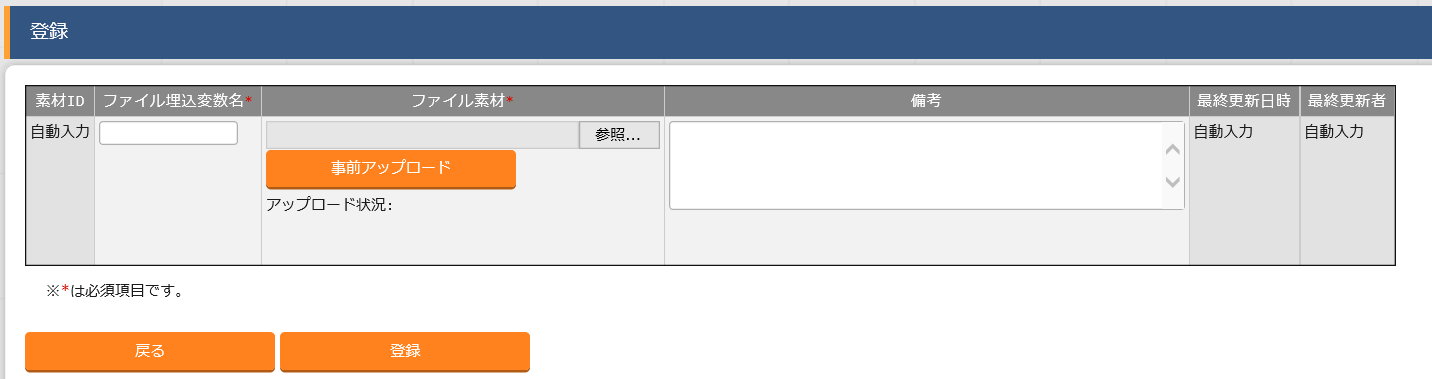 登録
素材ID ファイル埋込変数名* ファイル素材* 備考 最終更新日時 最終更新者
自動入力 参照... 自動入力 自動入力
事前アップロード
アップロード状況:
※*は必須項目です。
戻る 登録